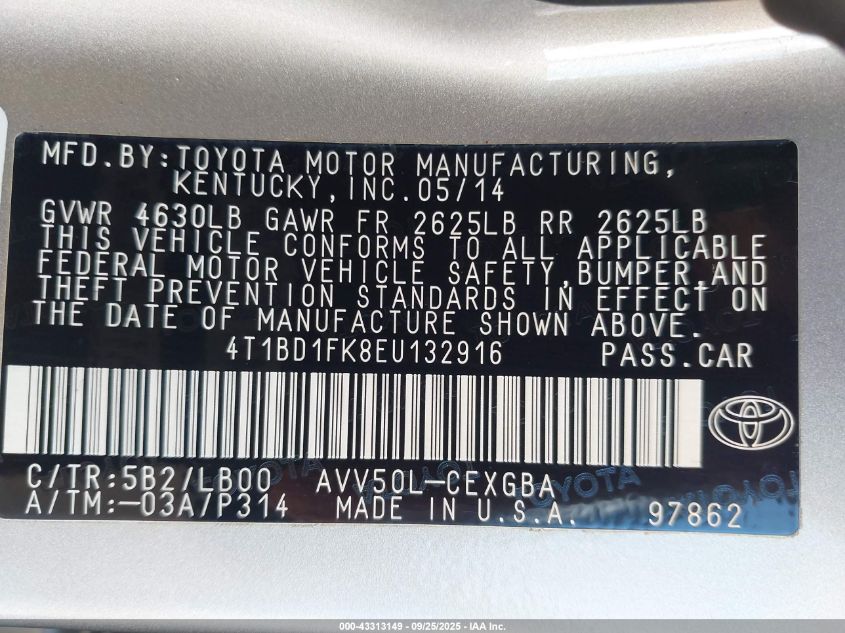 MFD.BY:TOYOTA MOTOR MANUFACTURING,
KENTUCKY,INC.05/14
GVWR 4630LB GAWR FR 2625LB RR 2625LB
THIS VEHICLE CONFORMS TO ALL APPLICABLE
FEDERAL MOTOR VEHICLE SAFETY,BUMPER,AND
THEFT PREVENTION STANDARDS IN EFFECT ON
THE DATE OF MANUFACTURE SHOWN ABOVE.
4T1BD1FK8EU132916 PASS.CAR
C/TR:5B2/LB00 AVV50L-CEXGBA
A/TM:-03A/P314 MADE IN U.S.A. 97862
000-43313149 - 09/25/2025 - IAA Inc.